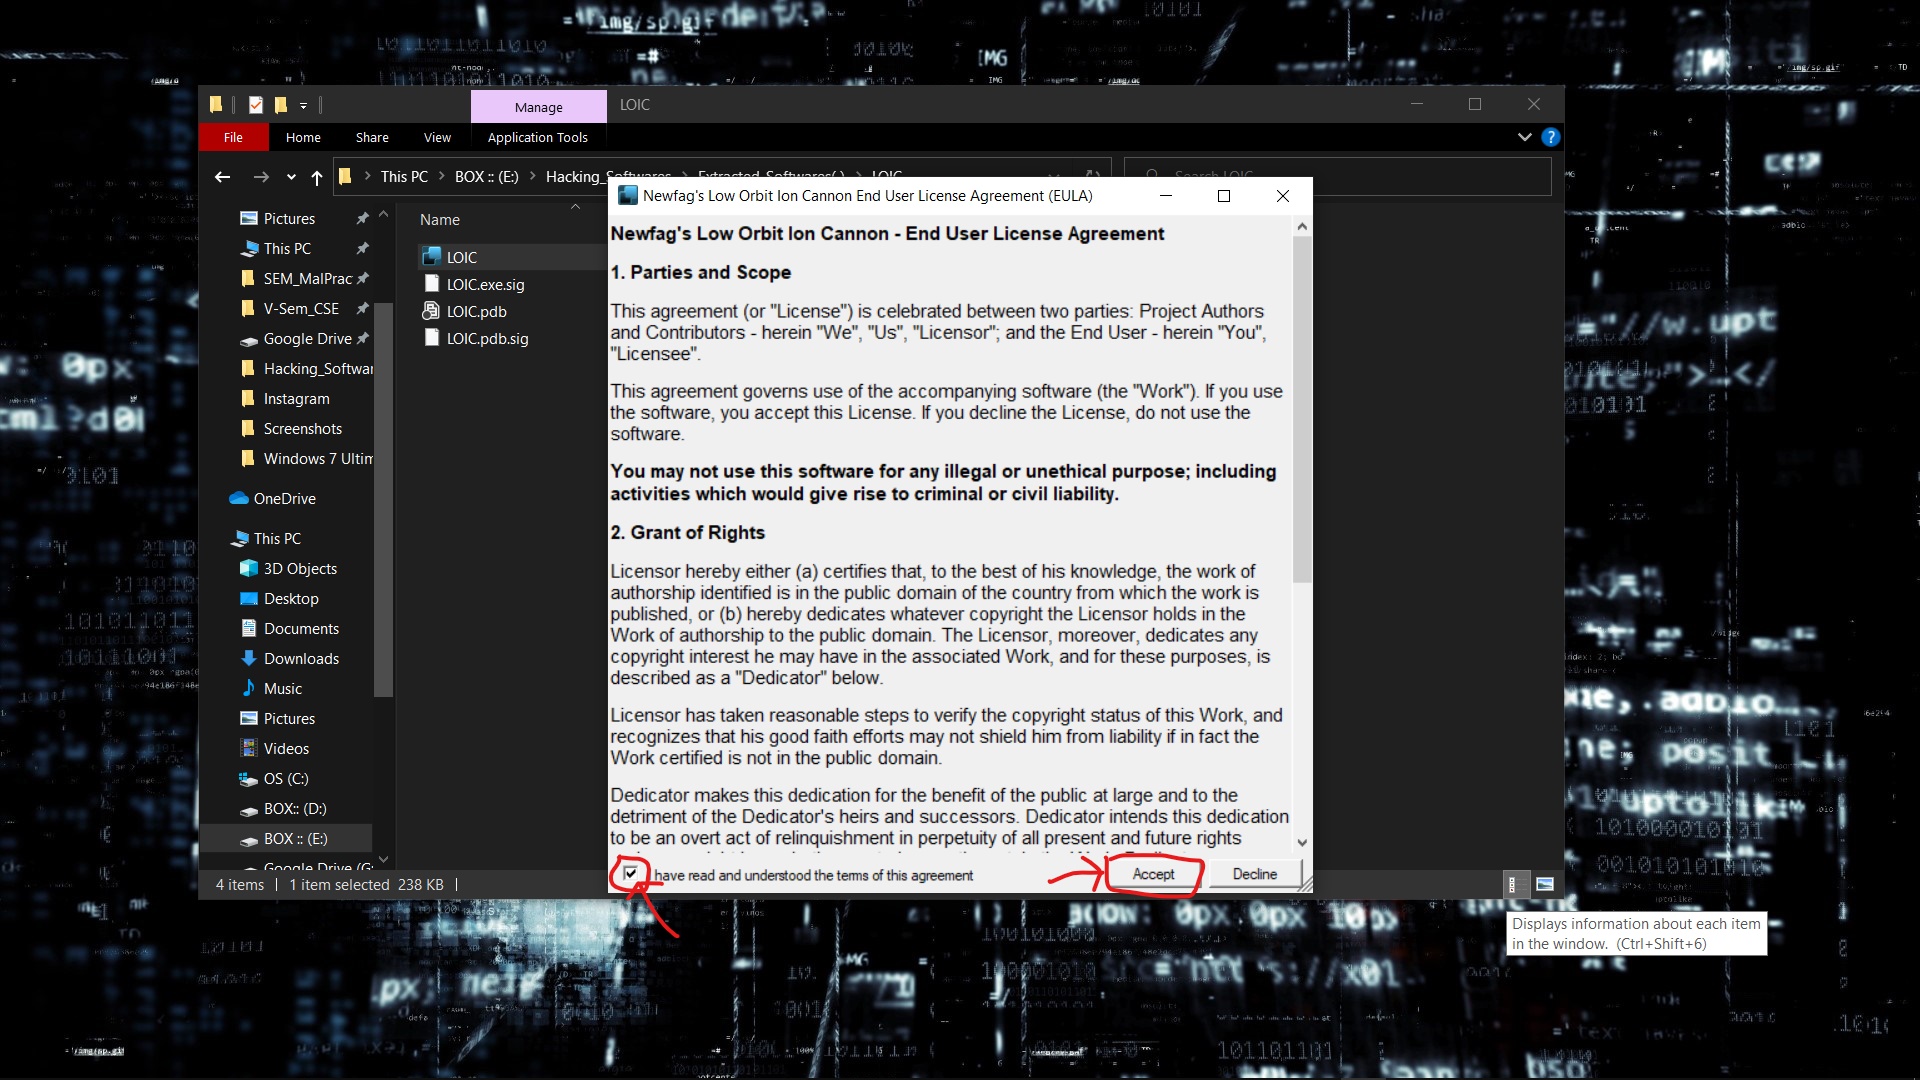 Manage
LOIC
File
Home
Share
View
Application Tools
This PC
BOX :: (E:)
Hacking_Softwares
Extracted_Softwares(.)
LOIC
Search LOIC
Pictures
This PC
SEM_MalPrac
V-Sem_CSE
Google Drive
Hacking_Softwar
Instagram
Screenshots
Windows 7 Ultim
OneDrive
This PC
3D Objects
Desktop
Documents
Downloads
Music
Pictures
Videos
OS (C:)
BOX:: (D:)
BOX :: (E:)
Google Drive (G:
Name
LOIC
LOIC.exe.sig
LOIC.pdb
LOIC.pdb.sig
4 items
1 item selected 238 KB
Newfag's Low Orbit Ion Cannon End User License Agreement (EULA)
Newfag's Low Orbit Ion Cannon - End User License Agreement
1. Parties and Scope
This agreement (or "License") is celebrated between two parties: Project Authors
and Contributors - herein "We", "Us", "Licensor"; and the End User - herein "You",
"Licensee".
This agreement governs use of the accompanying software (the "Work"). If you use
the software, you accept this License. If you decline the License, do not use the
software.
You may not use this software for any illegal or unethical purpose; including
activities which would give rise to criminal or civil liability.
2. Grant of Rights
Licensor hereby either (a) certifies that, to the best of his knowledge, the work of
authorship identified is in the public domain of the country from which the work is
published, or (b) hereby dedicates whatever copyright the Licensor holds in the
Work of authorship to the public domain. The Licensor, moreover, dedicates any
copyright interest he may have in the associated Work, and for these purposes, is
described as a "Dedicator" below.
Licensor has taken reasonable steps to verify the copyright status of this Work, and
recognizes that his good faith efforts may not shield him from liability if in fact the
Work certified is not in the public domain.
Dedicator makes this dedication for the benefit of the public at large and to the
detriment of the Dedicator's heirs and successors. Dedicator intends this dedication
to be an overt act of relinquishment in perpetuity of all present and future rights
have read and understood the terms of this agreement
Accept
Decline
Displays information about each item
in the window. (Ctrl+Shift+6)